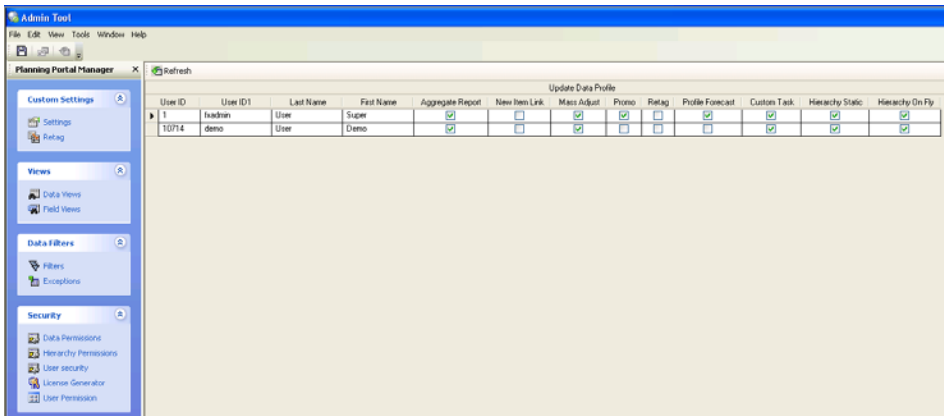 Admin Tool
File Edit View Tools Window Help
Planning Portal Manager
Refresh
Custom Settings
Settings
Retag
Views
Data Views
Field Views
Data Filters
Filters
Exceptions
Security
Data Permissions
Hierarchy Permissions
User security
License Generator
User Permission
Update Data Profile
User ID User ID1 Last Name First Name Aggregate Report New Item Link Mass Adjust Promo Retag Profile Forecast Custom Task Hierarchy Static Hierarchy On Fly
1 fxadmin User Super
10714 demo User Demo